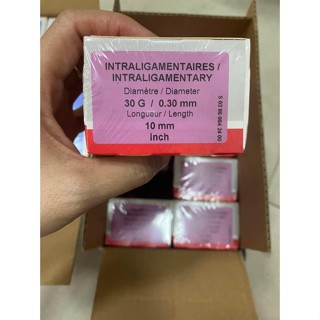 INTRALIGAMENTAIRES /
INTRALIGAMENTARY
Diamètre / Diameter
30 G / 0.30 mm
Longueur / Length
10 mm
inch